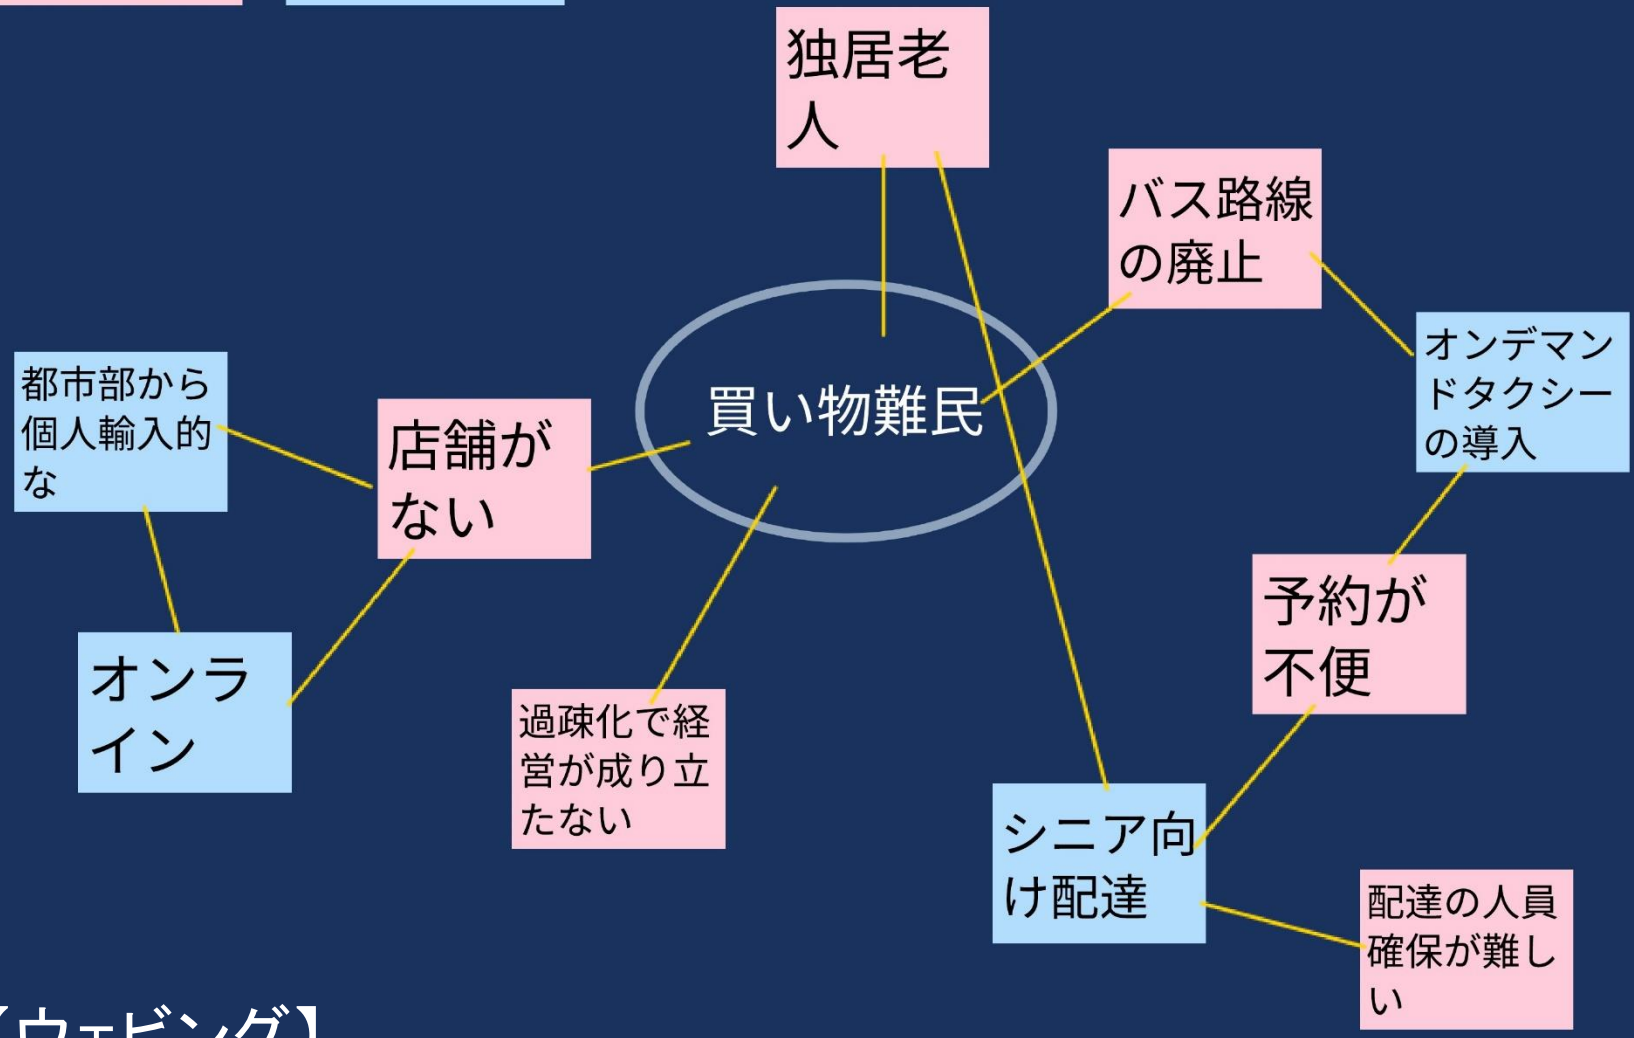 独居老
人
バス路線
の廃止
オンデマン
ドタクシー
の導入
都市部から
個人輸入的
な
店舗が
ない
買い物難民
予約が
不便
オンラ
イン
過疎化で経
営が成り立
たない
シニア向
け配達
配達の人員
確保が難し
い
【ウェビング】